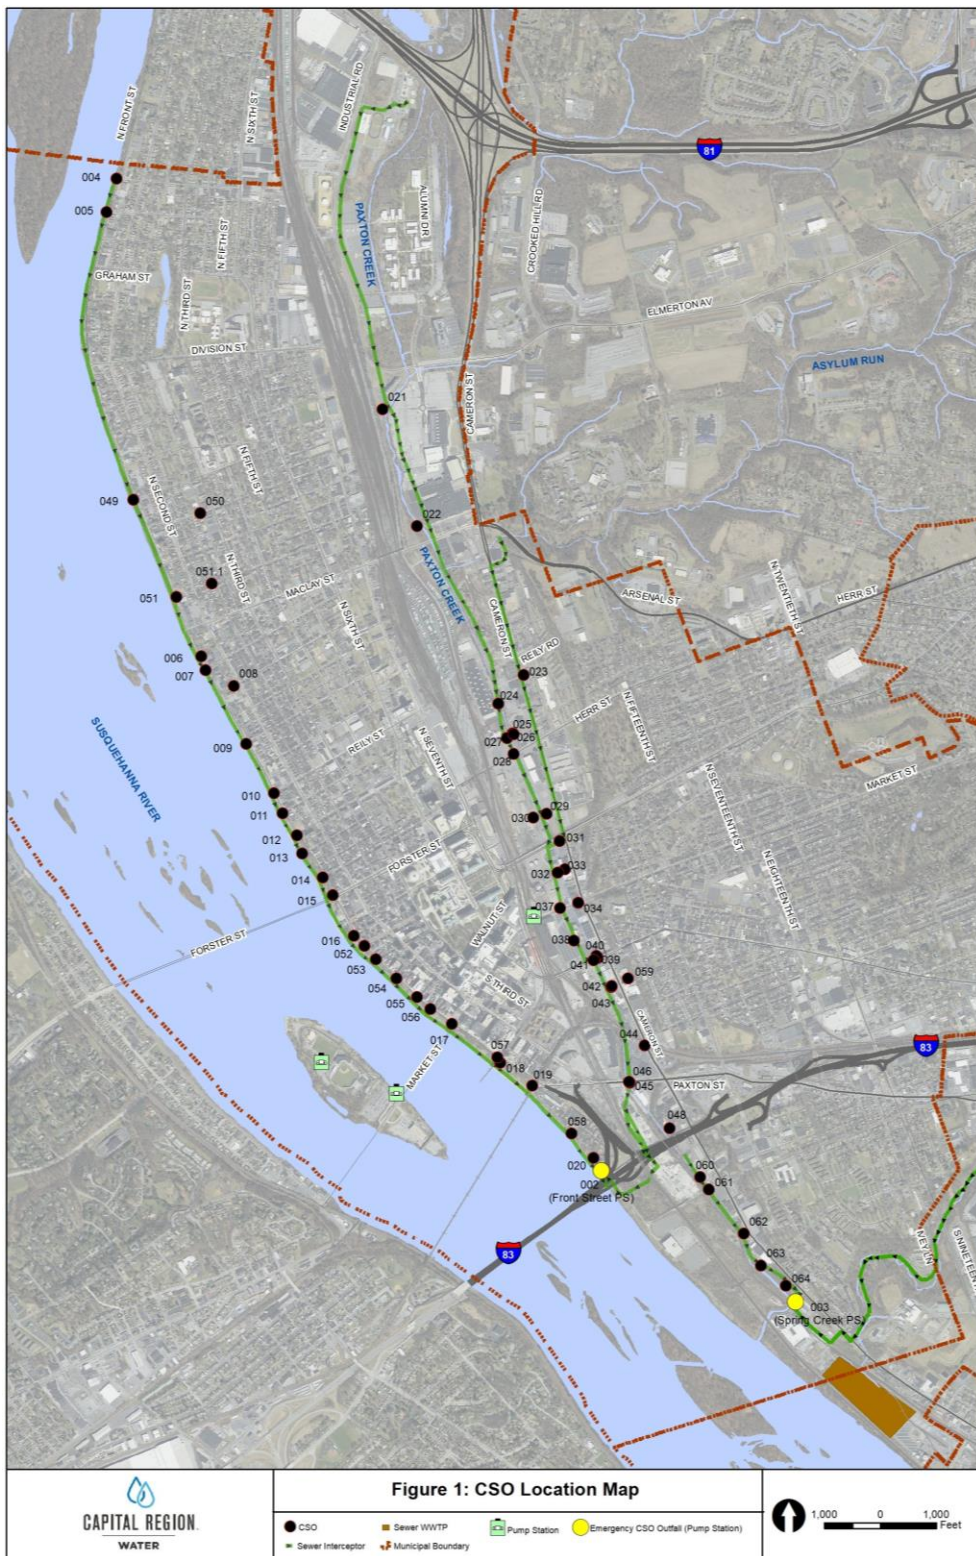 INDUSTRIAL RD
N FRONT ST
N SIXTH ST
81
004
005
PAXTON CREEK
ALUMNI DR
CROOKED HILL RD
N FIFTH ST
GRAHAM ST
N THIRD ST
ELMERTON AV
DIVISION ST
ASYLUM RUN
CAMERON ST
021
N FIFTH ST
N SECOND ST
049
050
022
PAXTON CREEK
051.1
N THIRD ST
MACLAY ST
051
N SIXTH ST
CAMERON ST
ARSENAL ST
N TWENTIETH ST
HERR ST
REILY RD
006
007
008
023
024
SUSQUEHANNA RIVER
009
REILY ST
N SEVENTH ST
025
027
026
028
HERR ST
N FIFTEENTH ST
N SEVENTEENTH ST
MARKET ST
010
011
012
013
030
029
031
FORSTER ST
014
015
032
033
N EIGHTEENTH ST
037
034
WALNUT ST
FORSTER ST
016
052
053
038
040
039
041
054
S THIRD ST
042
059
043
055
056
017
044
CAMERON ST
83
MARKET ST
057
018
019
046
045
PAXTON ST
058
048
020
002
(Front Street PS)
060
061
83
062
063
064
003
(Spring Creek PS)
IVEY LN
S NINETEEN
CAPITAL REGION
WATER
Figure 1: CSO Location Map
CSO
Sewer WWTP
Pump Station
Emergency CSO Outfall (Pump Station)
Sewer Interceptor
Municipal Boundary
1,000 0 1,000
Feet